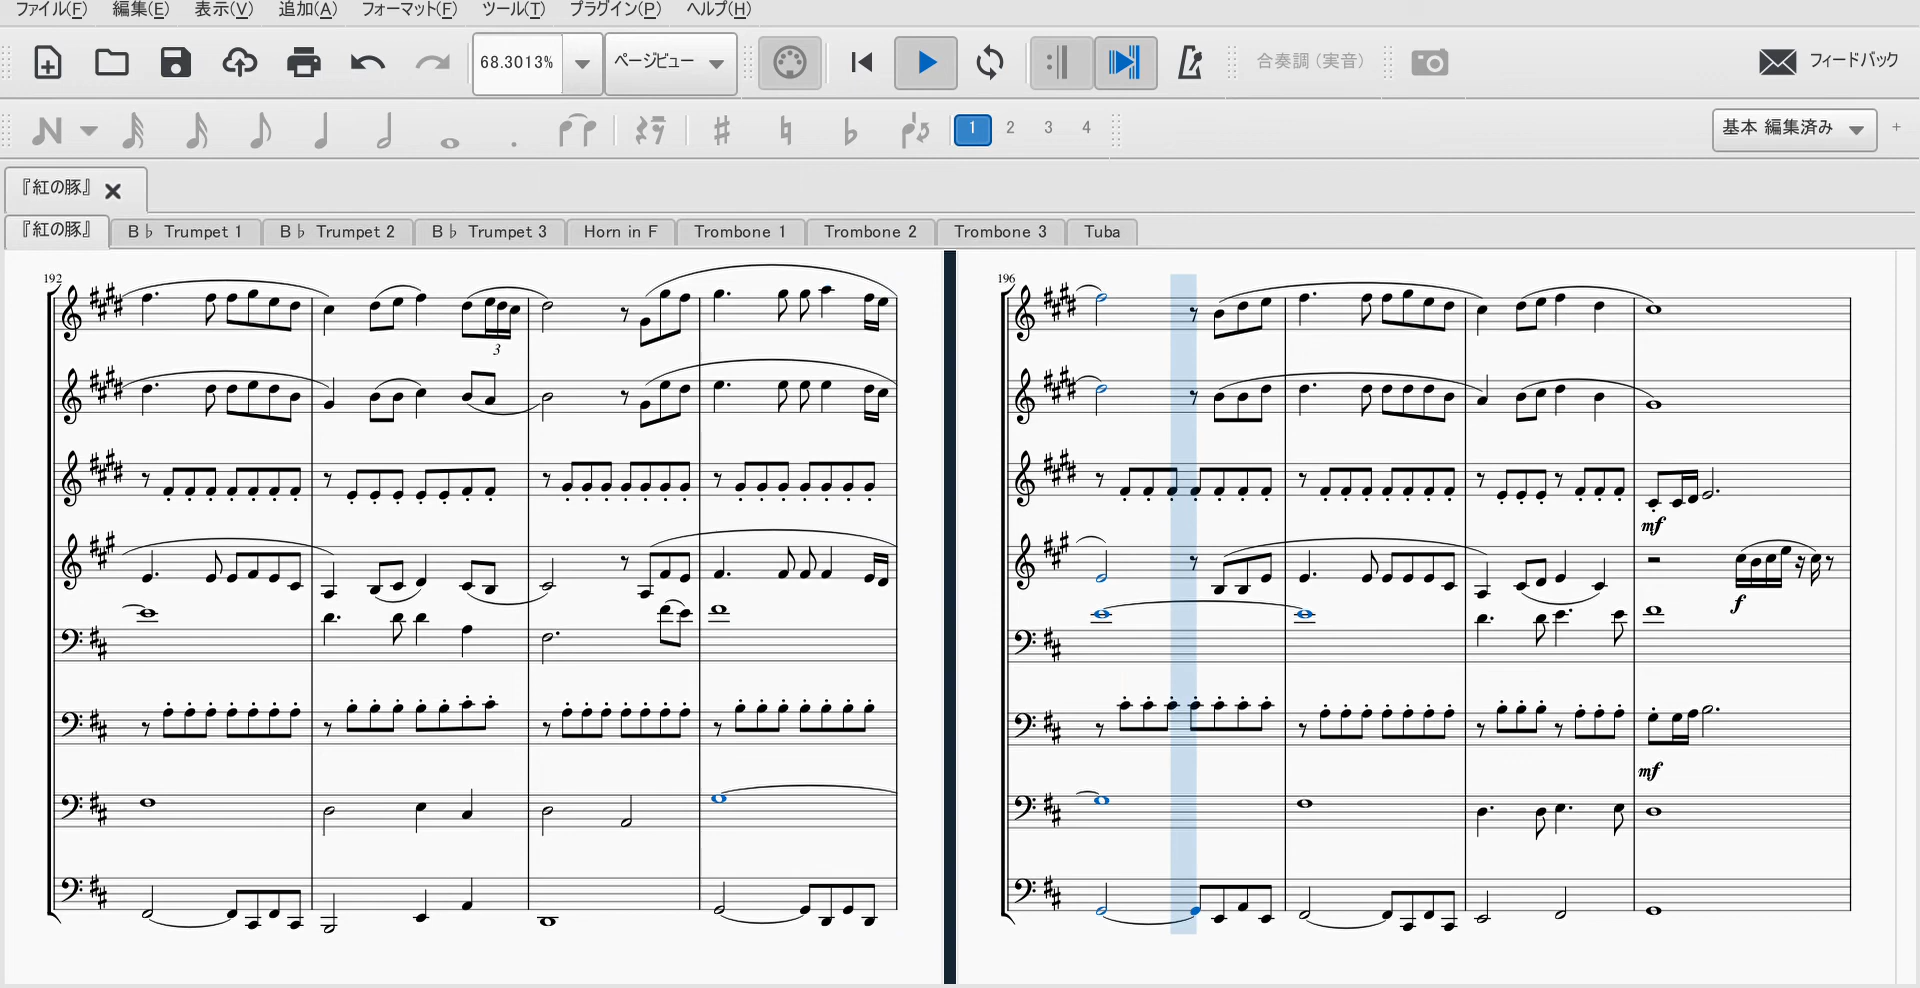 ファイル(F) 編集(E) 表示(V) 追加(A) フォーマット(F) ツール(T) プラグイン(P) ヘルプ(H)
68.3013% ページビュー 合奏調 (実音) フィードバック
1 2 3 4 基本 編集済み +
『紅の豚』
『紅の豚』 B♭ Trumpet 1 B♭ Trumpet 2 B♭ Trumpet 3 Horn in F Trombone 1 Trombone 2 Trombone 3 Tuba
192 196
3
mf
f
mf